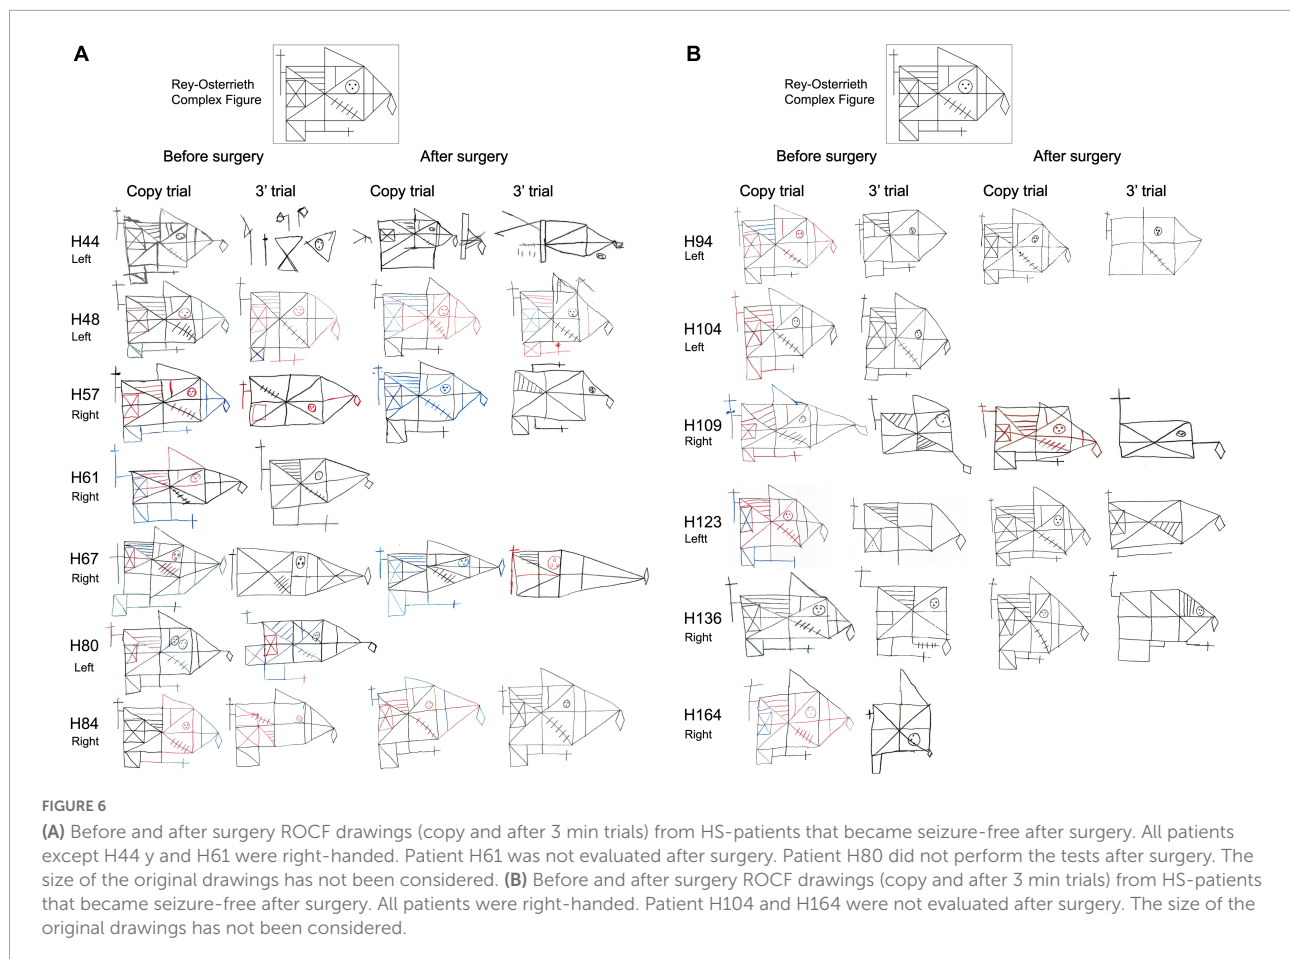 A
Rey-Osterrieth
Complex Figure
Before surgery
After surgery
Copy trial
3' trial
Copy trial
3' trial
H44
Left
H48
Left
H57
Right
H61
Right
H67
Right
H80
Left
H84
Right
B
Rey-Osterrieth
Complex Figure
Before surgery
After surgery
Copy trial
3' trial
Copy trial
3' trial
H94
Left
H104
Left
H109
Right
H123
Leftt
H136
Right
H164
Right
FIGURE 6
(A) Before and after surgery ROCF drawings (copy and after 3 min trials) from HS-patients that became seizure-free after surgery. All patients
except H44 y and H61 were right-handed. Patient H61 was not evaluated after surgery. Patient H80 did not perform the tests after surgery. The
size of the original drawings has not been considered. (B) Before and after surgery ROCF drawings (copy and after 3 min trials) from HS-patients
that became seizure-free after surgery. All patients were right-handed. Patient H104 and H164 were not evaluated after surgery. The size of the
original drawings has not been considered.